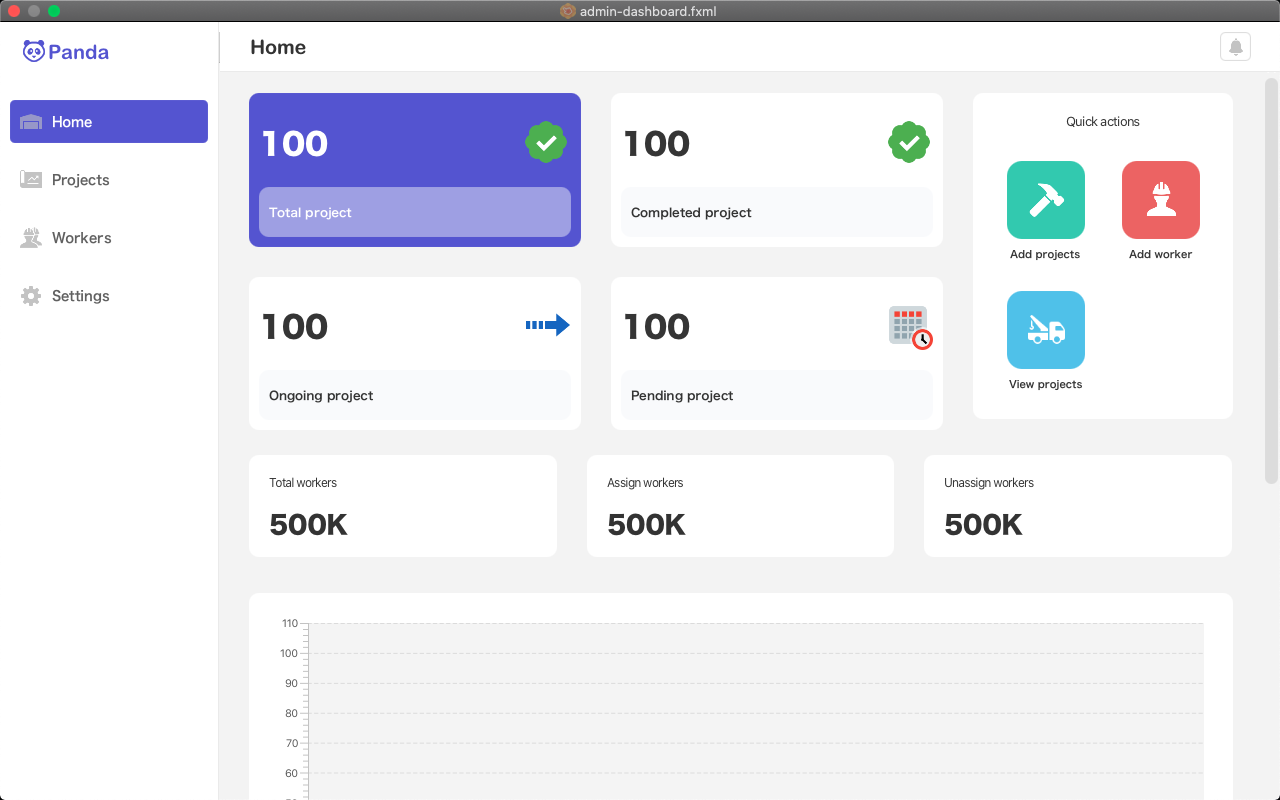 admin-dashboard.fxml
Panda
Home
Projects
Workers
Settings
Home
100
Total project
100
Completed project
100
Ongoing project
100
Pending project
Quick actions
Add projects
Add worker
View projects
Total workers
500K
Assign workers
500K
Unassign workers
500K
110
100
90
80
70
60